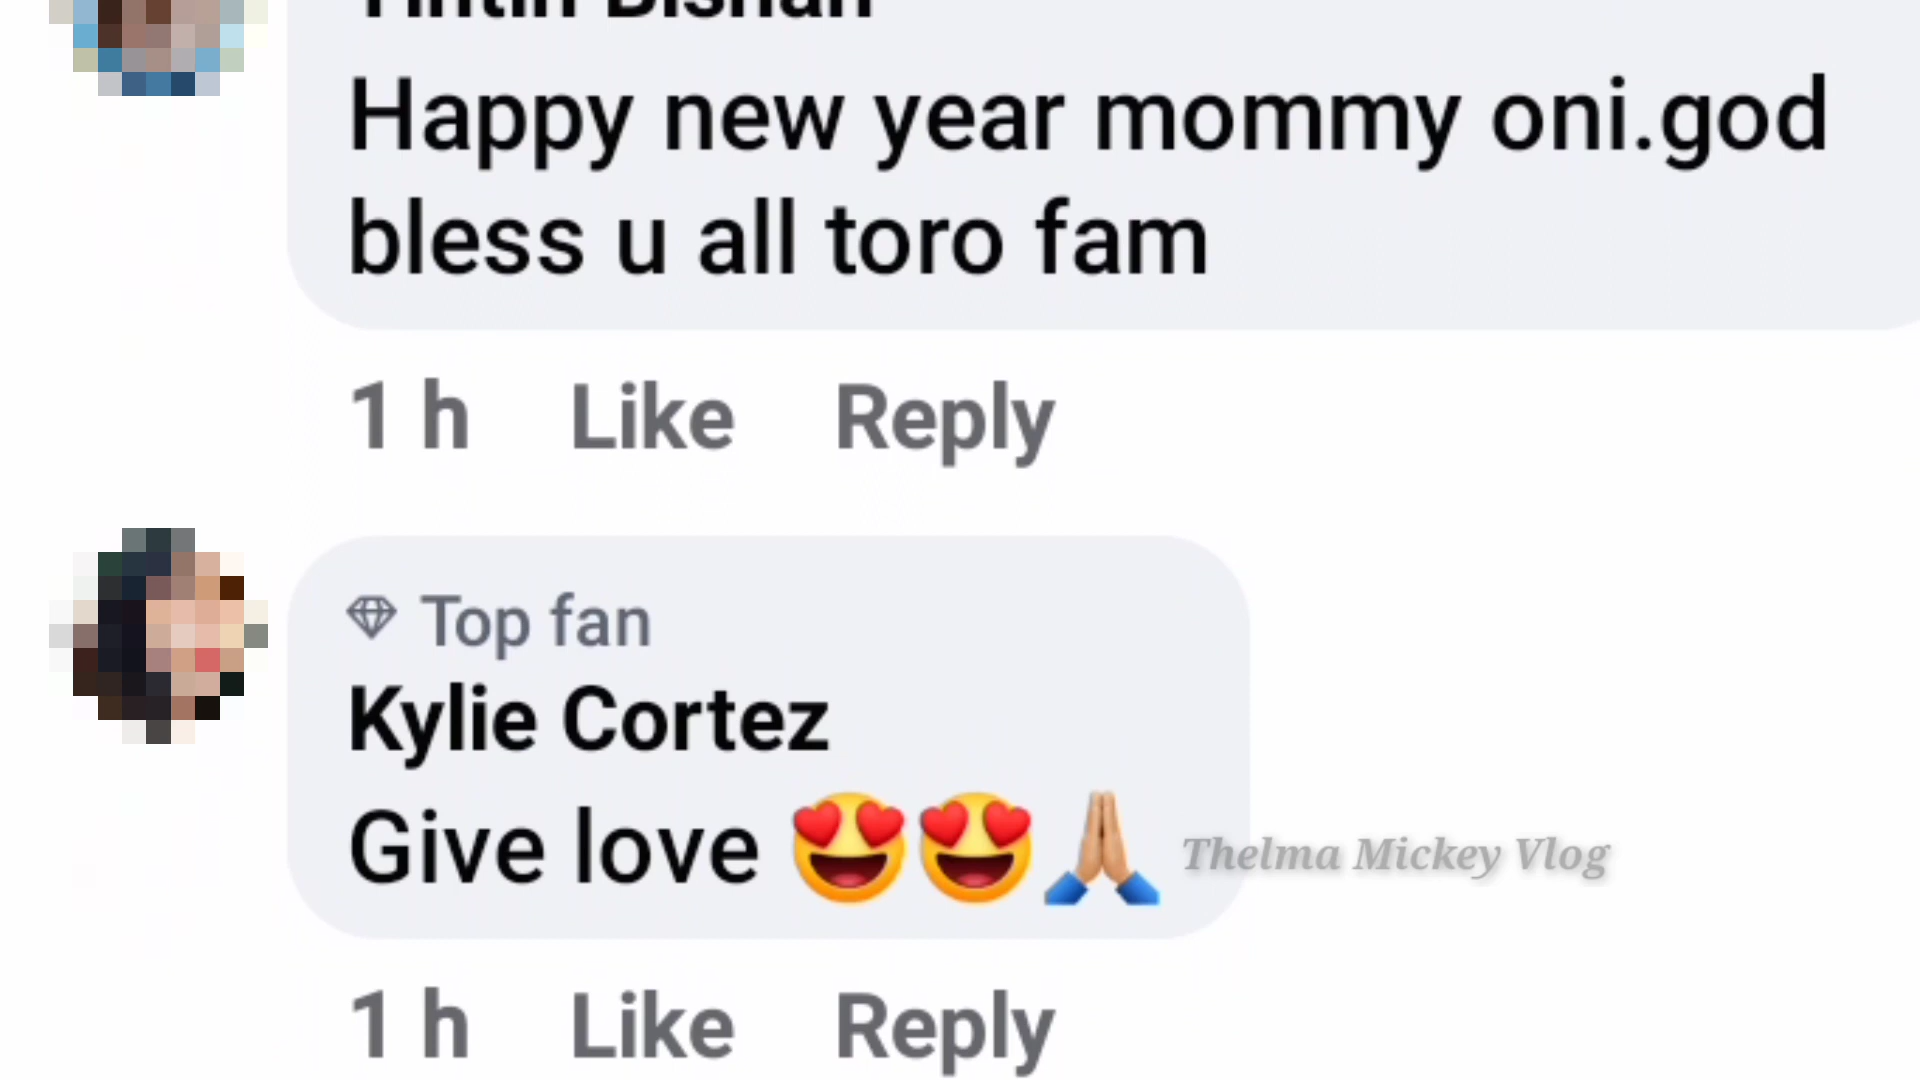 Happy new year mommy oni.god
bless u all toro fam
1 h Like Reply
Top fan
Kylie Cortez
Give love 😍😍🙏🏼
Thelma Mickey Vlog
1 h Like Reply